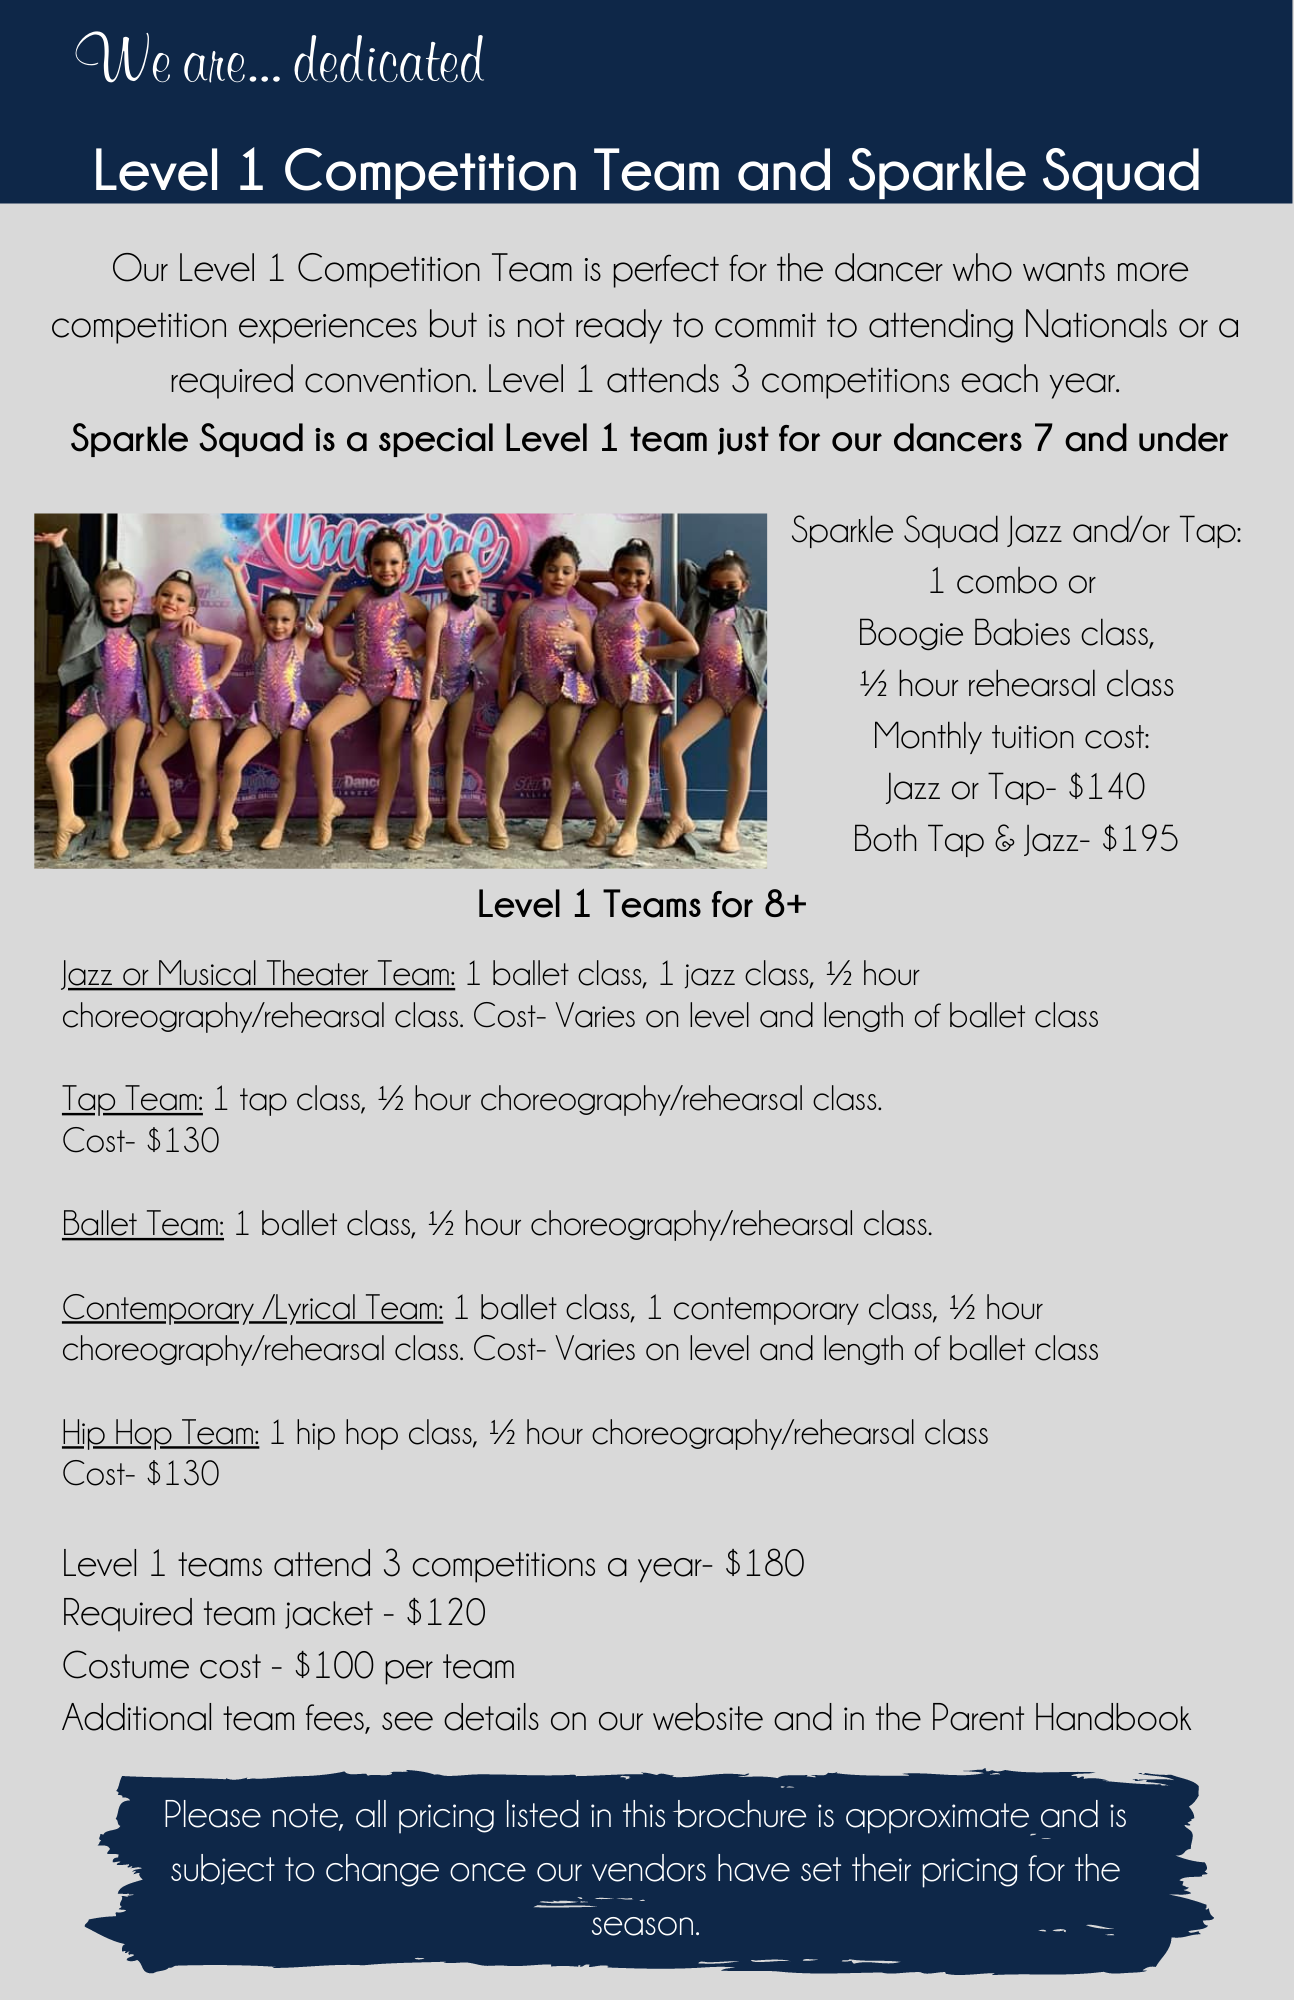 We are... dedicated
Level 1 Competition Team and Sparkle Squad
Our Level 1 Competition Team is perfect for the dancer who wants more
competition experiences but is not ready to commit to attending Nationals or a
required convention. Level 1 attends 3 competitions each year.
Sparkle Squad is a special Level 1 team just for our dancers 7 and under
Imagine
StarDance
ALLIANCE
Sparkle Squad Jazz and/or Tap:
1 combo or
Boogie Babies class,
½ hour rehearsal class
Monthly tuition cost:
Jazz or Tap- $140
Both Tap & Jazz- $195
Level 1 Teams for 8+
Jazz or Musical Theater Team: 1 ballet class, 1 jazz class, ½ hour
choreography/rehearsal class. Cost- Varies on level and length of ballet class
Tap Team: 1 tap class, ½ hour choreography/rehearsal class.
Cost- $130
Ballet Team: 1 ballet class, ½ hour choreography/rehearsal class.
Contemporary /Lyrical Team: 1 ballet class, 1 contemporary class, ½ hour
choreography/rehearsal class. Cost- Varies on level and length of ballet class
Hip Hop Team: 1 hip hop class, ½ hour choreography/rehearsal class
Cost- $130
Level 1 teams attend 3 competitions a year- $180
Required team jacket - $120
Costume cost - $100 per team
Additional team fees, see details on our website and in the Parent Handbook
Please note, all pricing listed in this brochure is approximate and is
subject to change once our vendors have set their pricing for the
season.